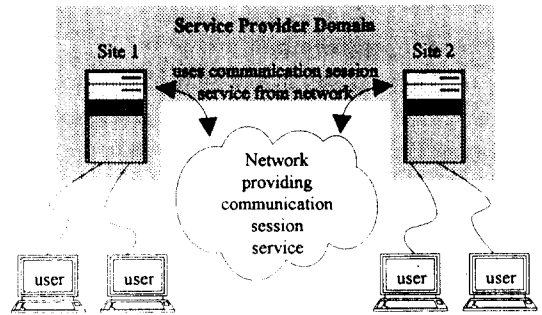 Service Provider Domain
Site 1
Site 2
uses communication session
service from network
Network
providing
communication
session
service
user
user
user
user